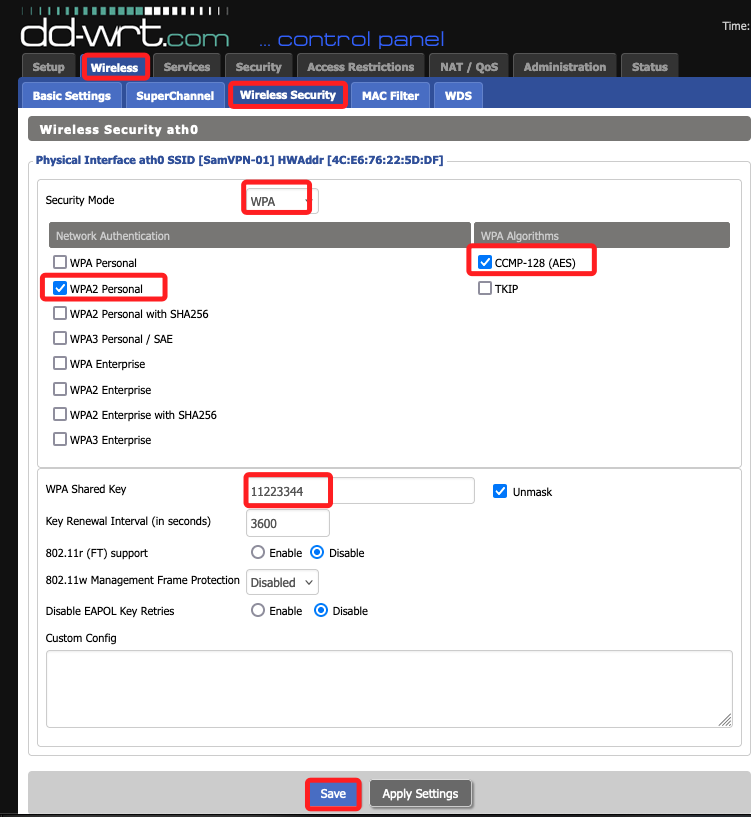 dd-wrt.com ... control panel
Time:
Setup Wireless Services Security Access Restrictions NAT / QoS Administration Status
Basic Settings SuperChannel Wireless Security MAC Filter WDS
Wireless Security ath0
Physical Interface ath0 SSID [SamVPN-01] HWAddr [4C:E6:76:22:5D:DF]
Security Mode WPA
Network Authentication WPA Algorithms
WPA Personal CCMP-128 (AES)
WPA2 Personal TKIP
WPA2 Personal with SHA256
WPA3 Personal / SAE
WPA Enterprise
WPA2 Enterprise
WPA2 Enterprise with SHA256
WPA3 Enterprise
WPA Shared Key 11223344 Unmask
Key Renewal Interval (in seconds) 3600
802.11r (FT) support Enable Disable
802.11w Management Frame Protection Disabled
Disable EAPOL Key Retries Enable Disable
Custom Config
Save Apply Settings